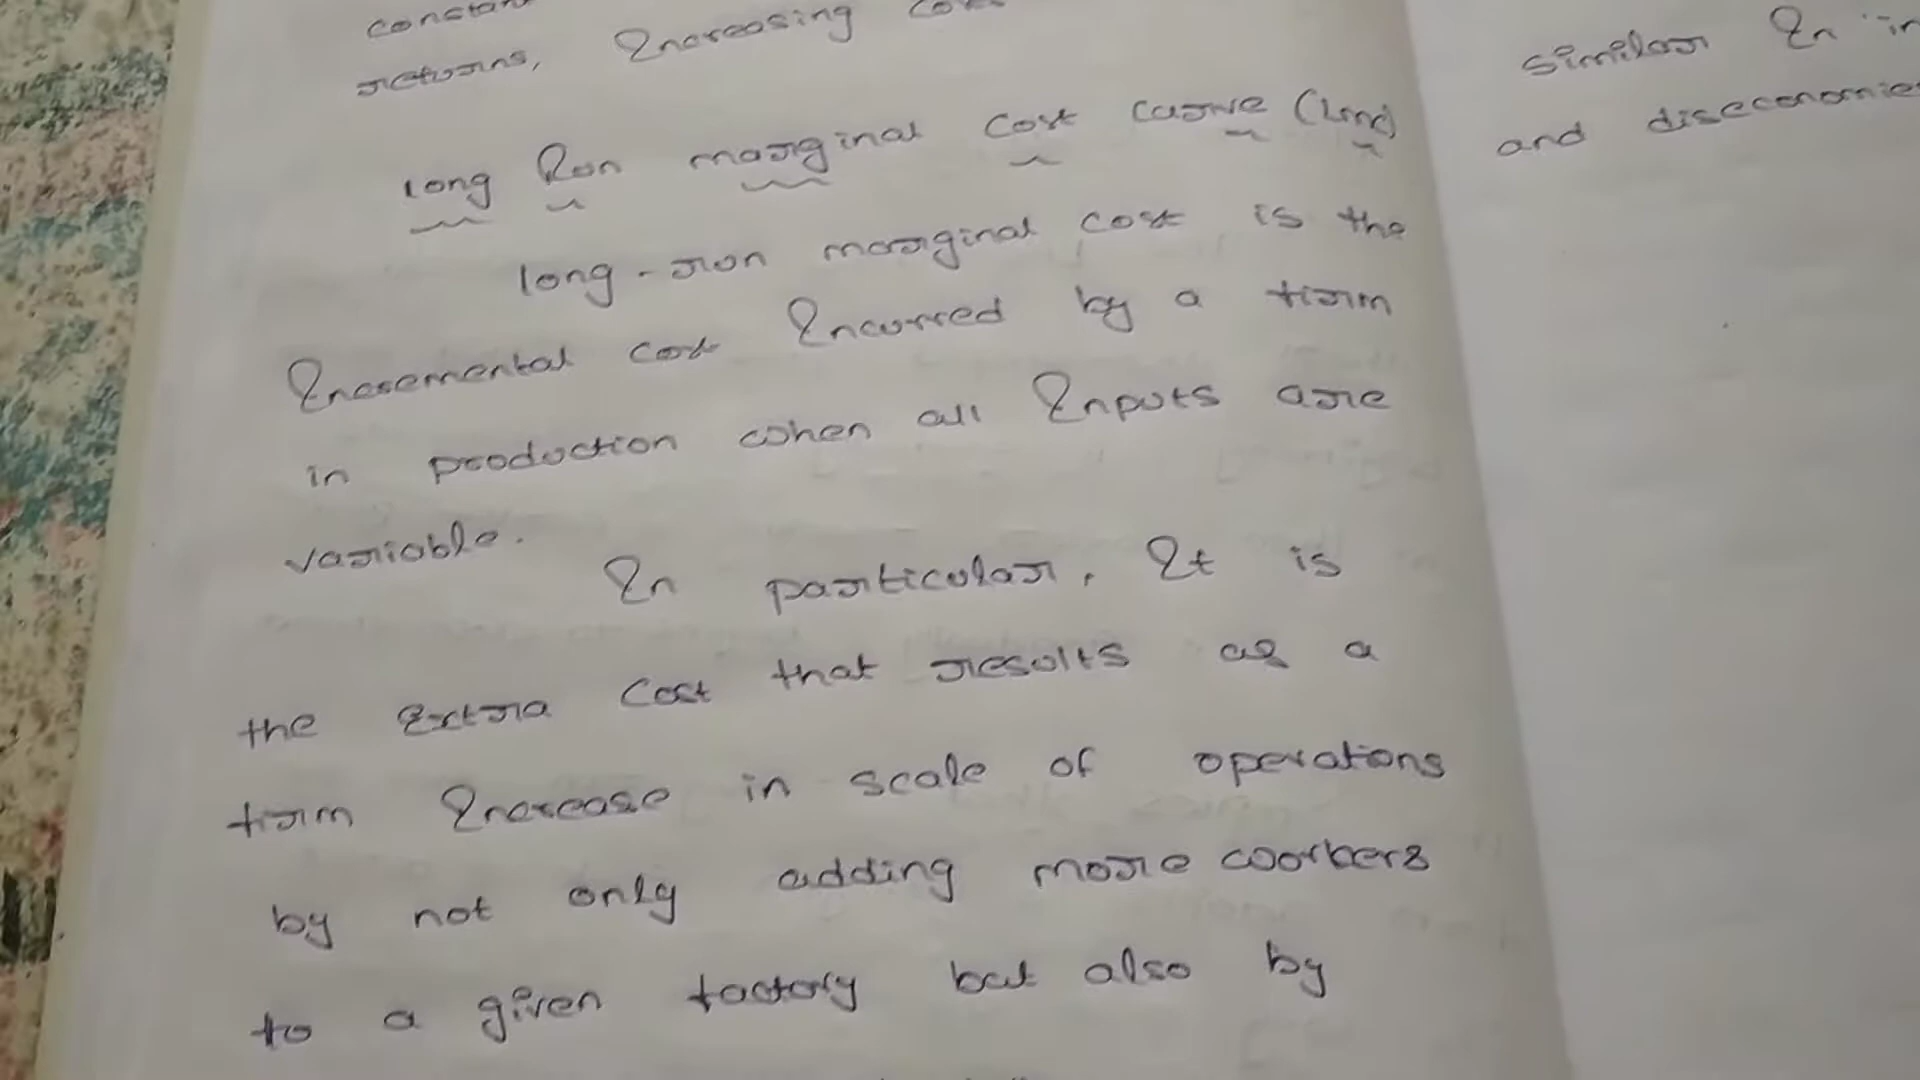 returns, Increasing
long Run marginal cost curve (Lmc)
long-run marginal cost is the
Incremental cost Incurred by a firm
in production when all Inputs are
variable.
In particular, It is
the Extra Cost that results as a
firm Increase in scale of operations
by not only adding more workers
to a given factory but also by
similar In in
and diseconomies